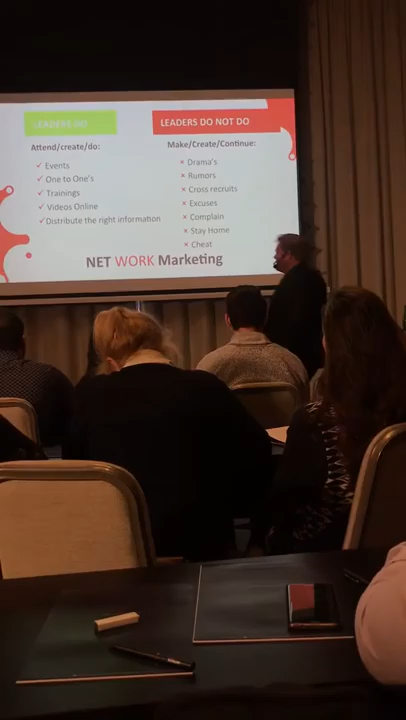 LEADERS DO
Attend/create/do:
✓ Events
✓ One to One's
✓ Trainings
✓ Videos Online
✓ Distribute the right information
LEADERS DO NOT DO
Make/Create/Continue:
× Drama's
× Rumors
× Cross recruits
× Excuses
× Complain
× Stay Home
× Cheat
NET WORK Marketing